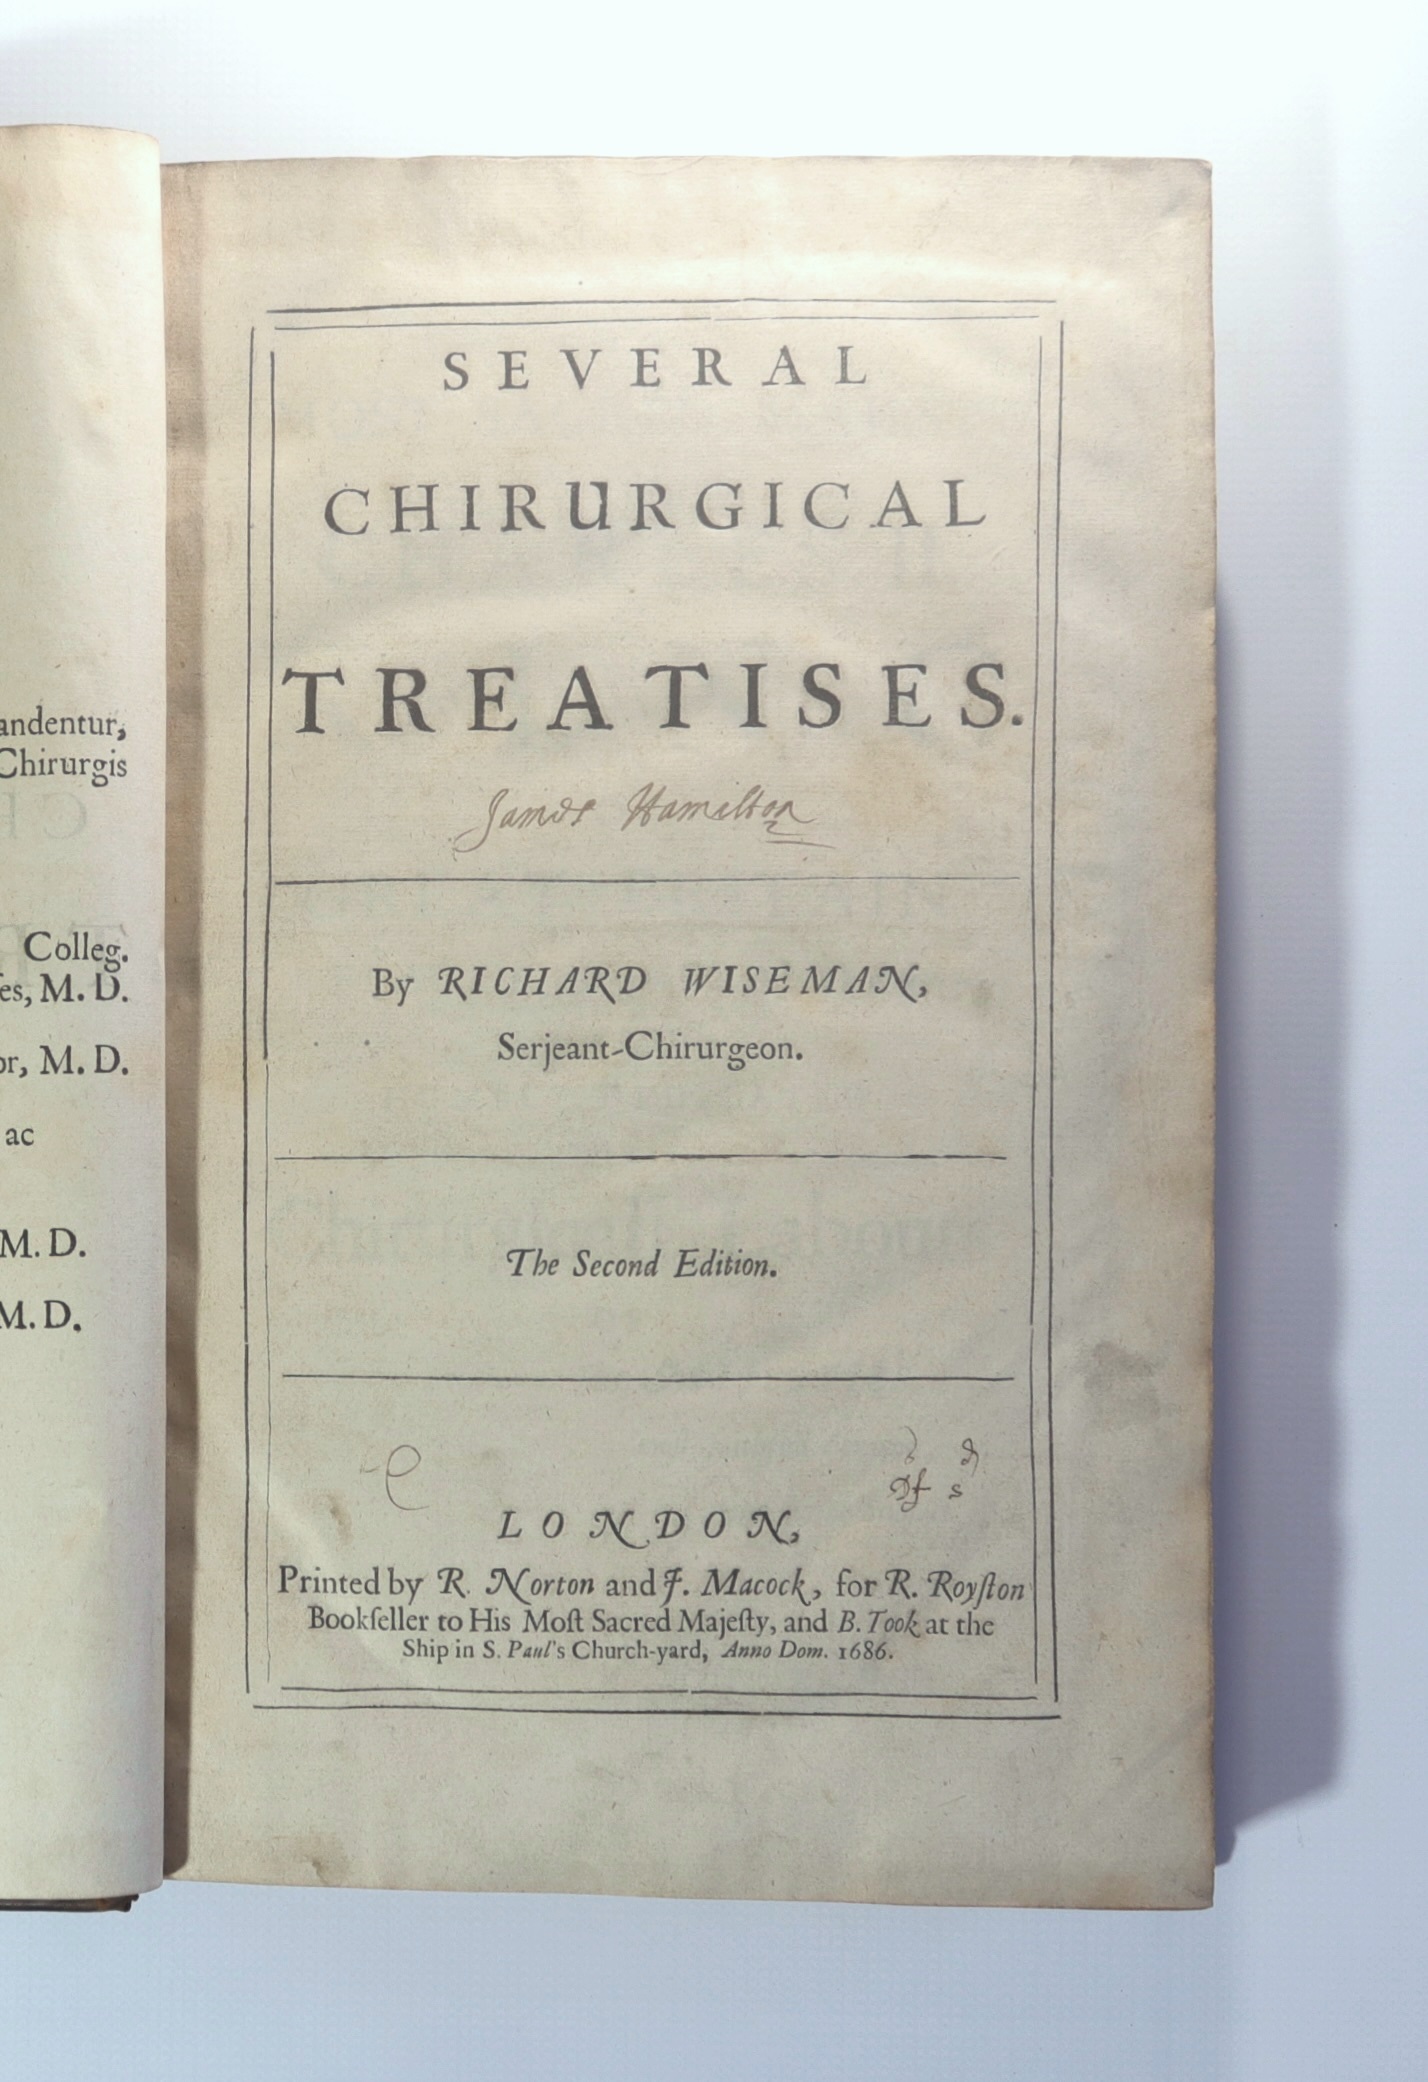 andentur,
Chirurgis
Colleg.
es, M. D.
or, M. D.
ac
M. D.
M. D.
SEVERAL
CHIRURGICAL
TREATISES.
James Hamilton
By RICHARD WISEMAN,
Serjeant-Chirurgeon.
The Second Edition.
LONDON,
Printed by R. Norton and J. Macock, for R. Royſton
Bookſeller to His Moſt Sacred Majeſty, and B. Took at the
Ship in S. Paul's Church-yard, Anno Dom. 1686.